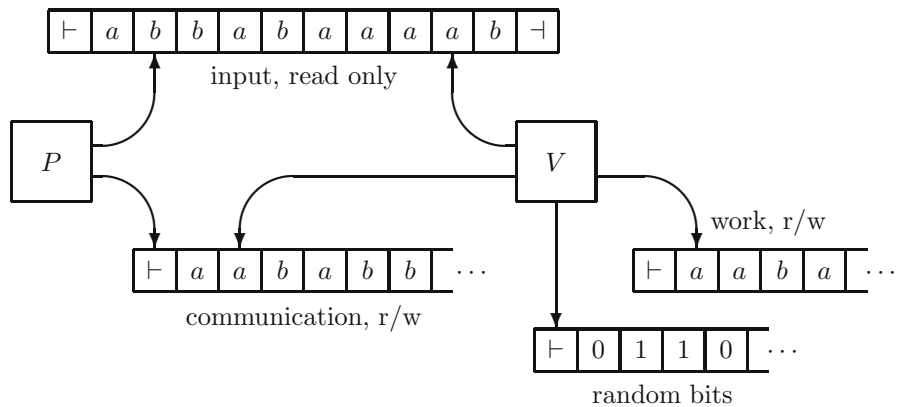 ⊢ a b b a b a a a a b ⊣
input, read only
P
V
work, r/w
⊢ a a b a b b ···
⊢ a a b a ···
communication, r/w
⊢ 0 1 1 0 ···
random bits